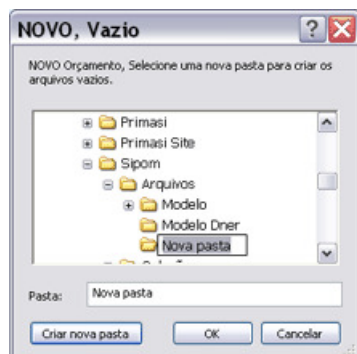 NOVO, Vazio
NOVO Orçamento, Selecione uma nova pasta para criar os
arquivos vazios.
Primasi
Primasi Site
Sipom
Arquivos
Modelo
Modelo Dner
Nova pasta
Pasta: Nova pasta
Criar nova pasta OK Cancelar